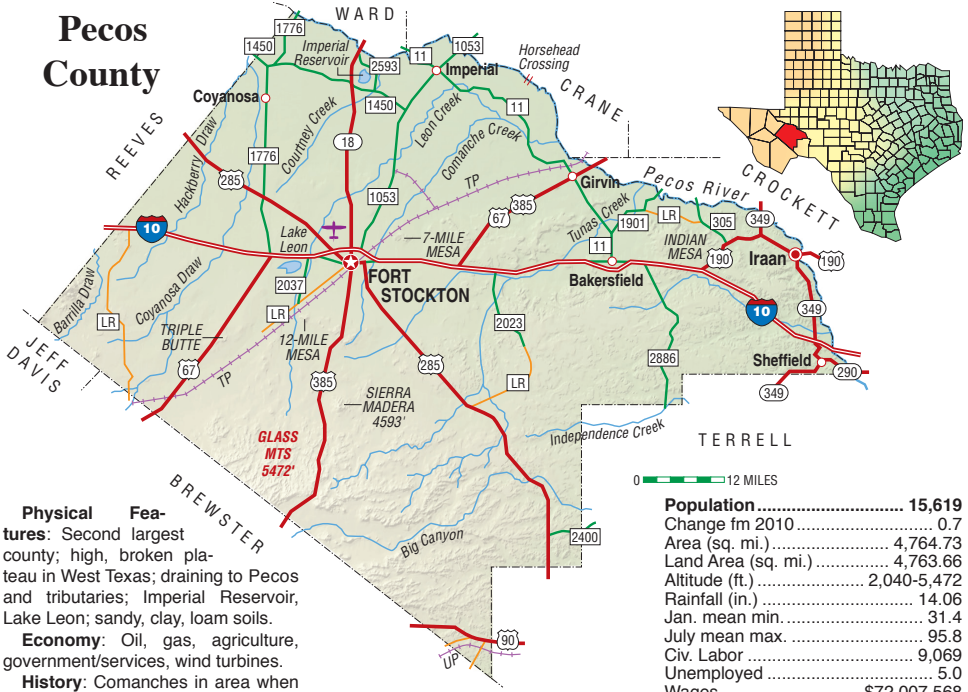 Pecos
County
WARD
1776
1450
Imperial
Reservoir
2593
11
1053
Imperial
Horsehead
Crossing
CRANE
Coyanosa
1450
Courtney Creek
Leon Creek
11
REEVES
Hackberry Draw
18
Comanche Creek
1776
285
1053
TP
Girvin
Pecos River
CROCKETT
385
67
Tunas Creek
1901
LR
305
349
10
Lake
Leon
7-MILE
MESA
11
INDIAN
MESA
190
Iraan
190
FORT
STOCKTON
Bakersfield
2037
Barrilla Draw
Coyanosa Draw
LR
LR
2023
10
349
TRIPLE
BUTTE
12-MILE
MESA
JEFF
DAVIS
67
TP
385
285
LR
2886
Sheffield
290
349
SIERRA
MADERA
4593'
GLASS
MTS
5472'
Independence Creek
TERRELL
BREWSTER
0 12 MILES
Big Canyon
2400
90
UP
Physical Fea-
tures: Second largest
county; high, broken pla-
teau in West Texas; draining to Pecos
and tributaries; Imperial Reservoir,
Lake Leon; sandy, clay, loam soils.
Economy: Oil, gas, agriculture,
government/services, wind turbines.
History: Comanches in area when
Population 15,619
Change fm 2010 0.7
Area (sq. mi.) 4,764.73
Land Area (sq. mi.) 4,763.66
Altitude (ft.) 2,040-5,472
Rainfall (in.) 14.06
Jan. mean min. 31.4
July mean max. 95.8
Civ. Labor 9,069
Unemployed 5.0
Wages $72,007,568